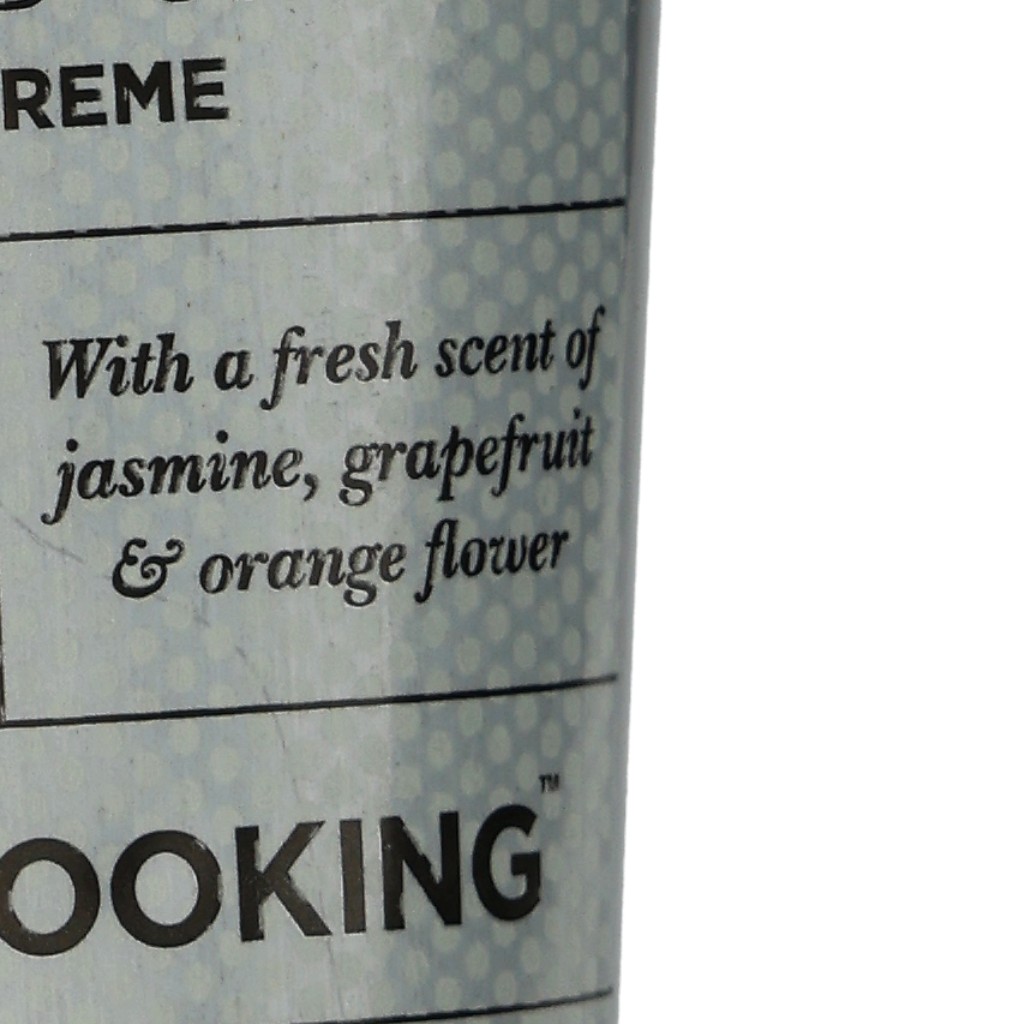 REME
With a fresh scent of
jasmine, grapefruit
& orange flower
OOKING™